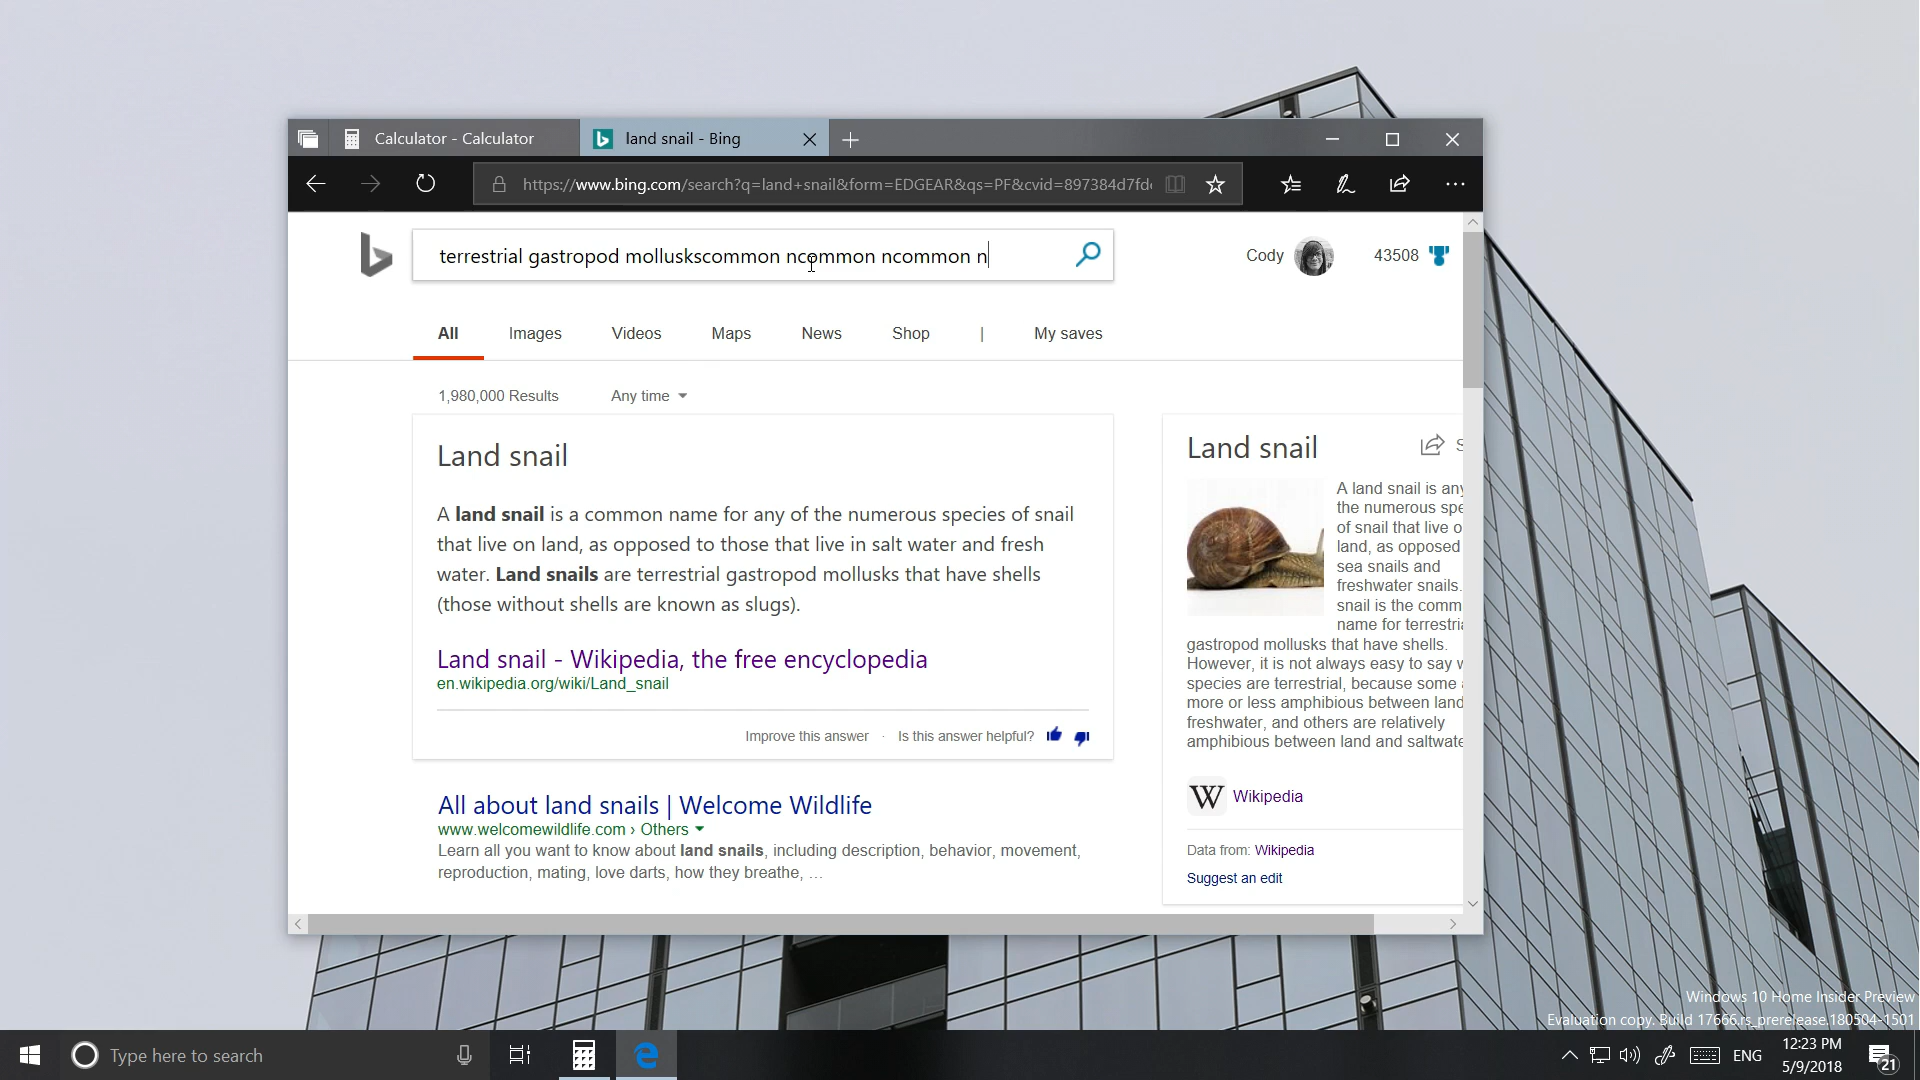 Calculator - Calculator
land snail - Bing
https://www.bing.com/search?q=land+snail&form=EDGEAR&qs=PF&cvid=897384d7fd
terrestrial gastropod molluskscommon ncommon ncommon n
Cody
43508
All
Images
Videos
Maps
News
Shop
|
My saves
1,980,000 Results
Any time
Land snail
A land snail is a common name for any of the numerous species of snail
that live on land, as opposed to those that live in salt water and fresh
water. Land snails are terrestrial gastropod mollusks that have shells
(those without shells are known as slugs).
Land snail - Wikipedia, the free encyclopedia
en.wikipedia.org/wiki/Land_snail
Improve this answer · Is this answer helpful?
All about land snails | Welcome Wildlife
www.welcomewildlife.com › Others
Learn all you want to know about land snails, including description, behavior, movement,
reproduction, mating, love darts, how they breathe, …
Land snail
S
A land snail is any
the numerous spe
of snail that live o
land, as opposed
sea snails and
freshwater snails.
snail is the comm
name for terrestria
gastropod mollusks that have shells.
However, it is not always easy to say w
species are terrestrial, because some
more or less amphibious between land
freshwater, and others are relatively
amphibious between land and saltwate
W Wikipedia
Data from: Wikipedia
Suggest an edit
Windows 10 Home Insider Preview
Evaluation copy. Build 17666.rs_prerelease.180504-1501
Type here to search
ENG
12:23 PM
5/9/2018
21